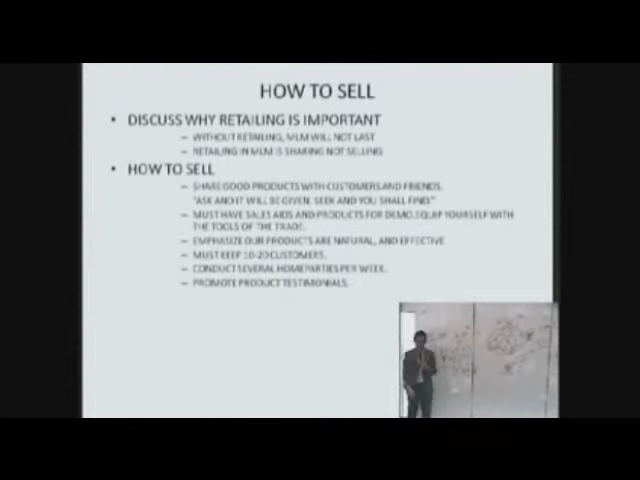 HOW TO SELL
• DISCUSS WHY RETAILING IS IMPORTANT
– WITHOUT RETAILING, MLM WILL NOT LAST
– RETAILING IN MLM IS SHARING NOT SELLING
• HOW TO SELL
– SHARE GOOD PRODUCTS WITH CUSTOMERS AND FRIENDS.
"ASK AND IT WILL BE GIVEN, SEEK AND YOU SHALL FIND."
– MUST HAVE SALES AIDS AND PRODUCTS FOR DEMO.EQUIP YOURSELF WITH
THE TOOLS OF THE TRADE.
– EMPHASIZE OUR PRODUCTS ARE NATURAL, AND EFFECTIVE
– MUST KEEP 10-20 CUSTOMERS.
– CONDUCT SEVERAL HOMEPARTIES PER WEEK.
– PROMOTE PRODUCT TESTIMONIALS.